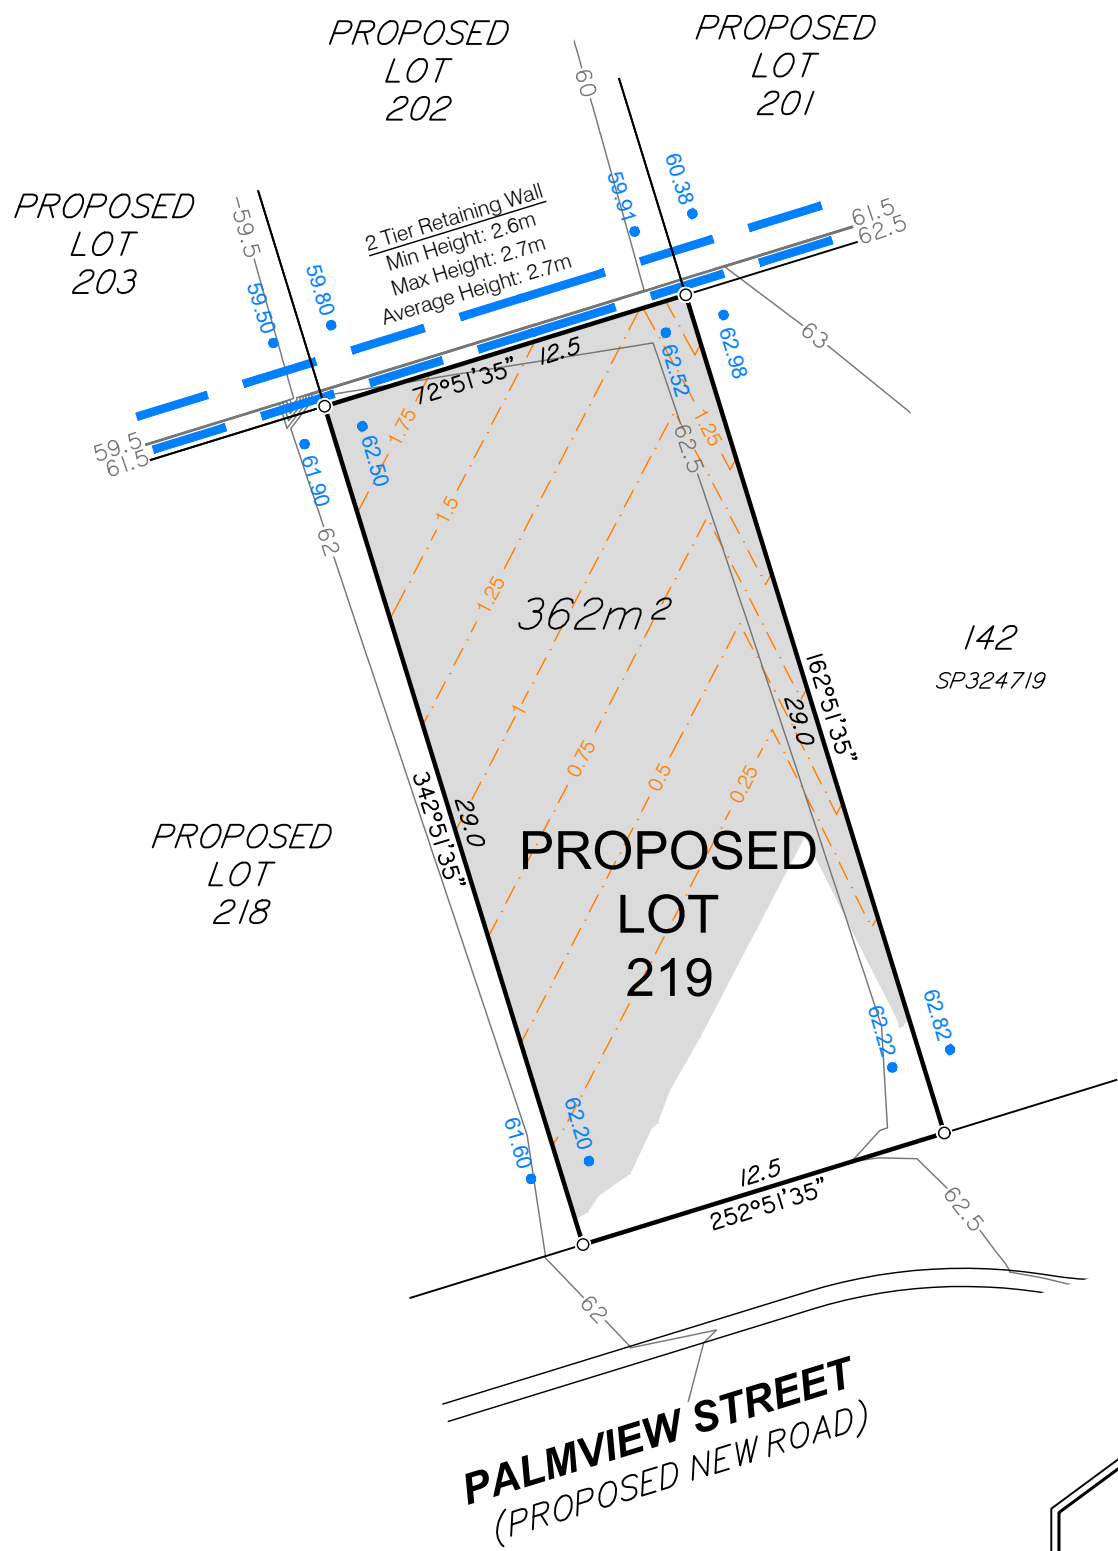 PROPOSED
LOT
202
PROPOSED
LOT
201
PROPOSED
LOT
203
60
60.38
59.91
-59.5-
59.50
59.80
2 Tier Retaining Wall
Min Height: 2.6m
Max Height: 2.7m
Average Height: 2.7m
61.5
62.5
63
62.98
62.52
72°51'35"
12.5
59.5
61.5
61.90
62.50
62
1.75
1.5
1.25
1
0.75
0.5
0.25
1.25
62.5
362m²
142
SP324719
162°51'35"
29.0
342°51'35"
29.0
PROPOSED
LOT
218
PROPOSED
LOT
219
62.22
62.82
61.60
62.20
12.5
252°51'35"
62.5
62
PALMVIEW STREET
(PROPOSED NEW ROAD)